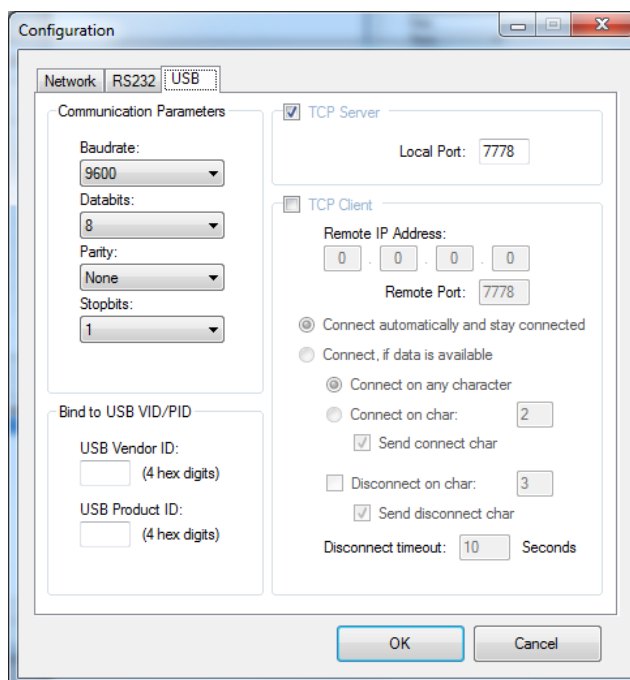 Configuration
Network RS232 USB
Communication Parameters
Baudrate:
9600
Databits:
8
Parity:
None
Stopbits:
1
Bind to USB VID/PID
USB Vendor ID:
(4 hex digits)
USB Product ID:
(4 hex digits)
TCP Server
Local Port: 7778
TCP Client
Remote IP Address:
0 . 0 . 0 . 0
Remote Port: 7778
Connect automatically and stay connected
Connect, if data is available
Connect on any character
Connect on char: 2
Send connect char
Disconnect on char: 3
Send disconnect char
Disconnect timeout: 10 Seconds
OK Cancel